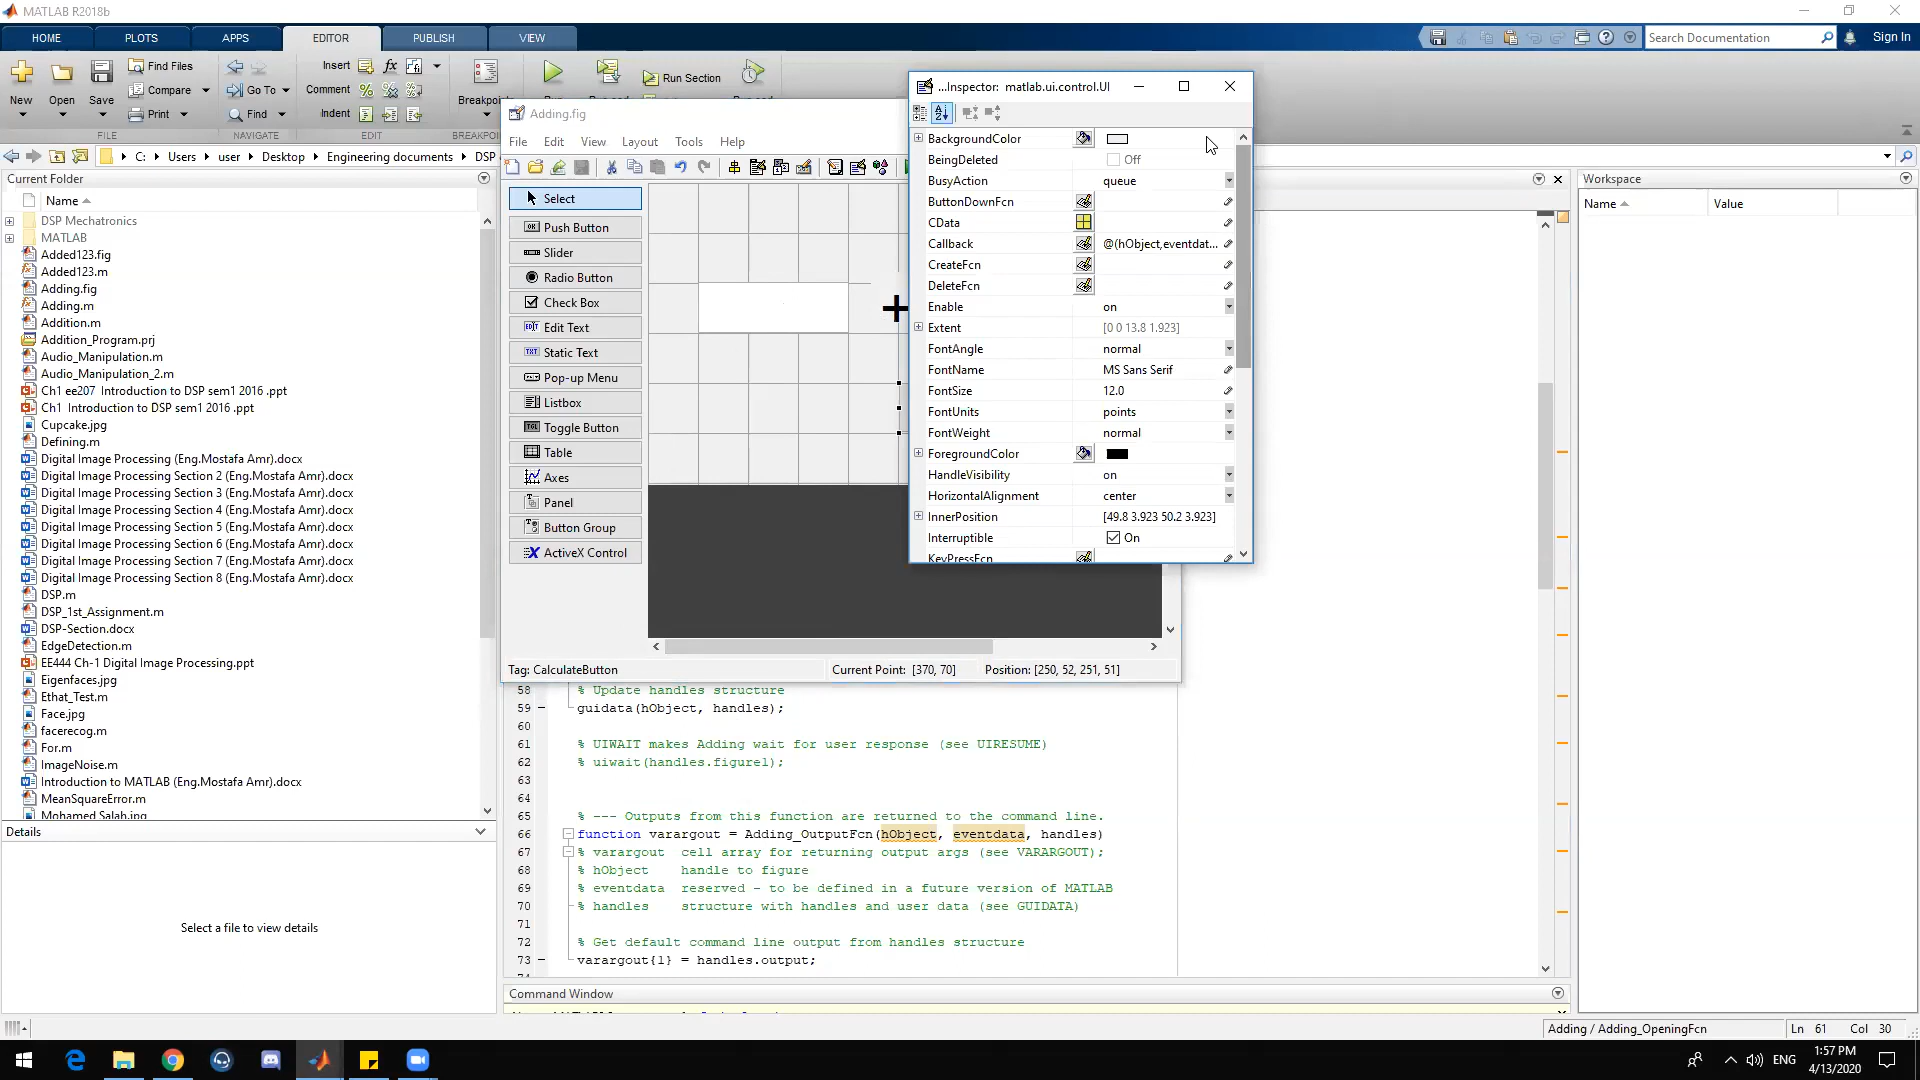 MATLAB R2018b
HOME PLOTS APPS EDITOR PUBLISH VIEW
Search Documentation
Sign In
New Open Save
Find Files
Compare
Print
FILE
Go To
Find
NAVIGATE
Insert fx
Comment
Indent
EDIT
Breakpoints
Run Section
C: Users user Desktop Engineering documents DSP
Current Folder
Name
DSP Mechatronics
MATLAB
Added123.fig
Added123.m
Adding.fig
Adding.m
Addition.m
Addition_Program.prj
Audio_Manipulation.m
Audio_Manipulation_2.m
Ch1 ee207 Introduction to DSP sem1 2016 .ppt
Ch1 Introduction to DSP sem1 2016 .ppt
Cupcake.jpg
Defining.m
Digital Image Processing (Eng.Mostafa Amr).docx
Digital Image Processing Section 2 (Eng.Mostafa Amr).docx
Digital Image Processing Section 3 (Eng.Mostafa Amr).docx
Digital Image Processing Section 4 (Eng.Mostafa Amr).docx
Digital Image Processing Section 5 (Eng.Mostafa Amr).docx
Digital Image Processing Section 6 (Eng.Mostafa Amr).docx
Digital Image Processing Section 7 (Eng.Mostafa Amr).docx
Digital Image Processing Section 8 (Eng.Mostafa Amr).docx
DSP.m
DSP_1st_Assignment.m
DSP-Section.docx
EdgeDetection.m
EE444 Ch-1 Digital Image Processing.ppt
Eigenfaces.jpg
Ethat_Test.m
Face.jpg
facerecog.m
For.m
ImageNoise.m
Introduction to MATLAB (Eng.Mostafa Amr).docx
MeanSquareError.m
Mohamed Salah.jpg
Details
Select a file to view details
Adding.fig
File Edit View Layout Tools Help
Select
Push Button
Slider
Radio Button
Check Box
Edit Text
Static Text
Pop-up Menu
Listbox
Toggle Button
Table
Axes
Panel
Button Group
ActiveX Control
+
Tag: CalculateButton Current Point: [370, 70] Position: [250, 52, 251, 51]
...Inspector: matlab.ui.control.UI
BackgroundColor
BeingDeleted Off
BusyAction queue
ButtonDownFcn
CData
Callback @(hObject,eventdat...
CreateFcn
DeleteFcn
Enable on
Extent [0 0 13.8 1.923]
FontAngle normal
FontName MS Sans Serif
FontSize 12.0
FontUnits points
FontWeight normal
ForegroundColor
HandleVisibility on
HorizontalAlignment center
InnerPosition [49.8 3.923 50.2 3.923]
Interruptible On
KeyPressFcn
58 % Update handles structure
59 guidata(hObject, handles);
60
61 % UIWAIT makes Adding wait for user response (see UIRESUME)
62 % uiwait(handles.figure1);
63
64
65 % --- Outputs from this function are returned to the command line.
66 function varargout = Adding_OutputFcn(hObject, eventdata, handles)
67 % varargout cell array for returning output args (see VARARGOUT);
68 % hObject handle to figure
69 % eventdata reserved - to be defined in a future version of MATLAB
70 % handles structure with handles and user data (see GUIDATA)
71
72 % Get default command line output from handles structure
73 varargout{1} = handles.output;
Command Window
Workspace
Name Value
Adding / Adding_OpeningFcn Ln 61 Col 30
ENG
1:57 PM
4/13/2020